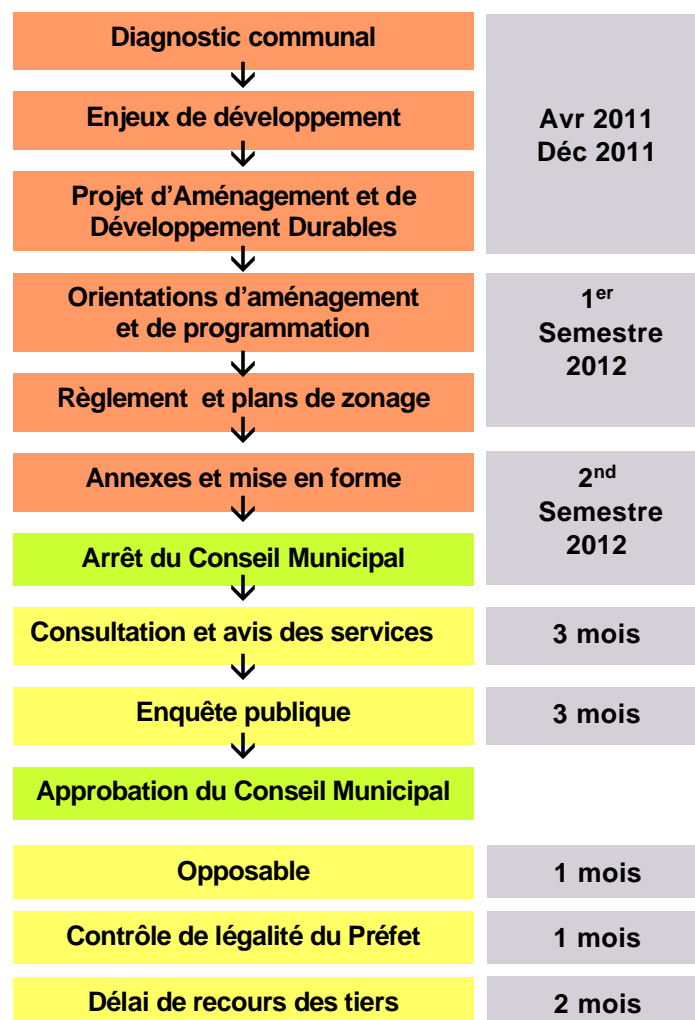 Diagnostic communal
Enjeux de développement
Avr 2011
Déc 2011
Projet d'Aménagement et de
Développement Durables
Orientations d'aménagement
et de programmation
1er
Semestre
2012
Règlement et plans de zonage
Annexes et mise en forme
2nd
Semestre
2012
Arrêt du Conseil Municipal
Consultation et avis des services
3 mois
Enquête publique
3 mois
Approbation du Conseil Municipal
Opposable
1 mois
Contrôle de légalité du Préfet
1 mois
Délai de recours des tiers
2 mois